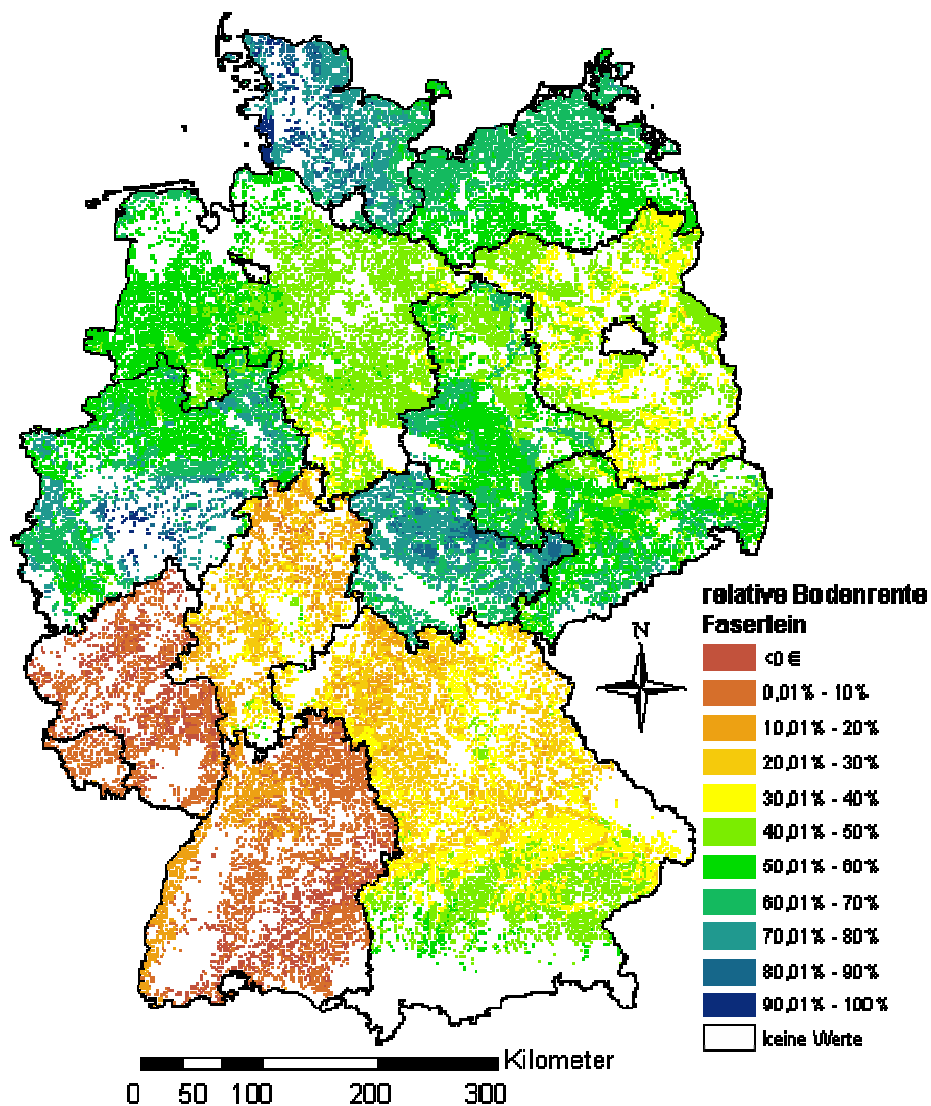 relative Bodenrente
Faserlein
N
<0 €
0,01% - 10%
10,01% - 20%
20,01% - 30%
30,01% - 40%
40,01% - 50%
50,01% - 60%
60,01% - 70%
70,01% - 80%
80,01% - 90%
90,01% - 100%
keine Werte
Kilometer
0 50 100 200 300